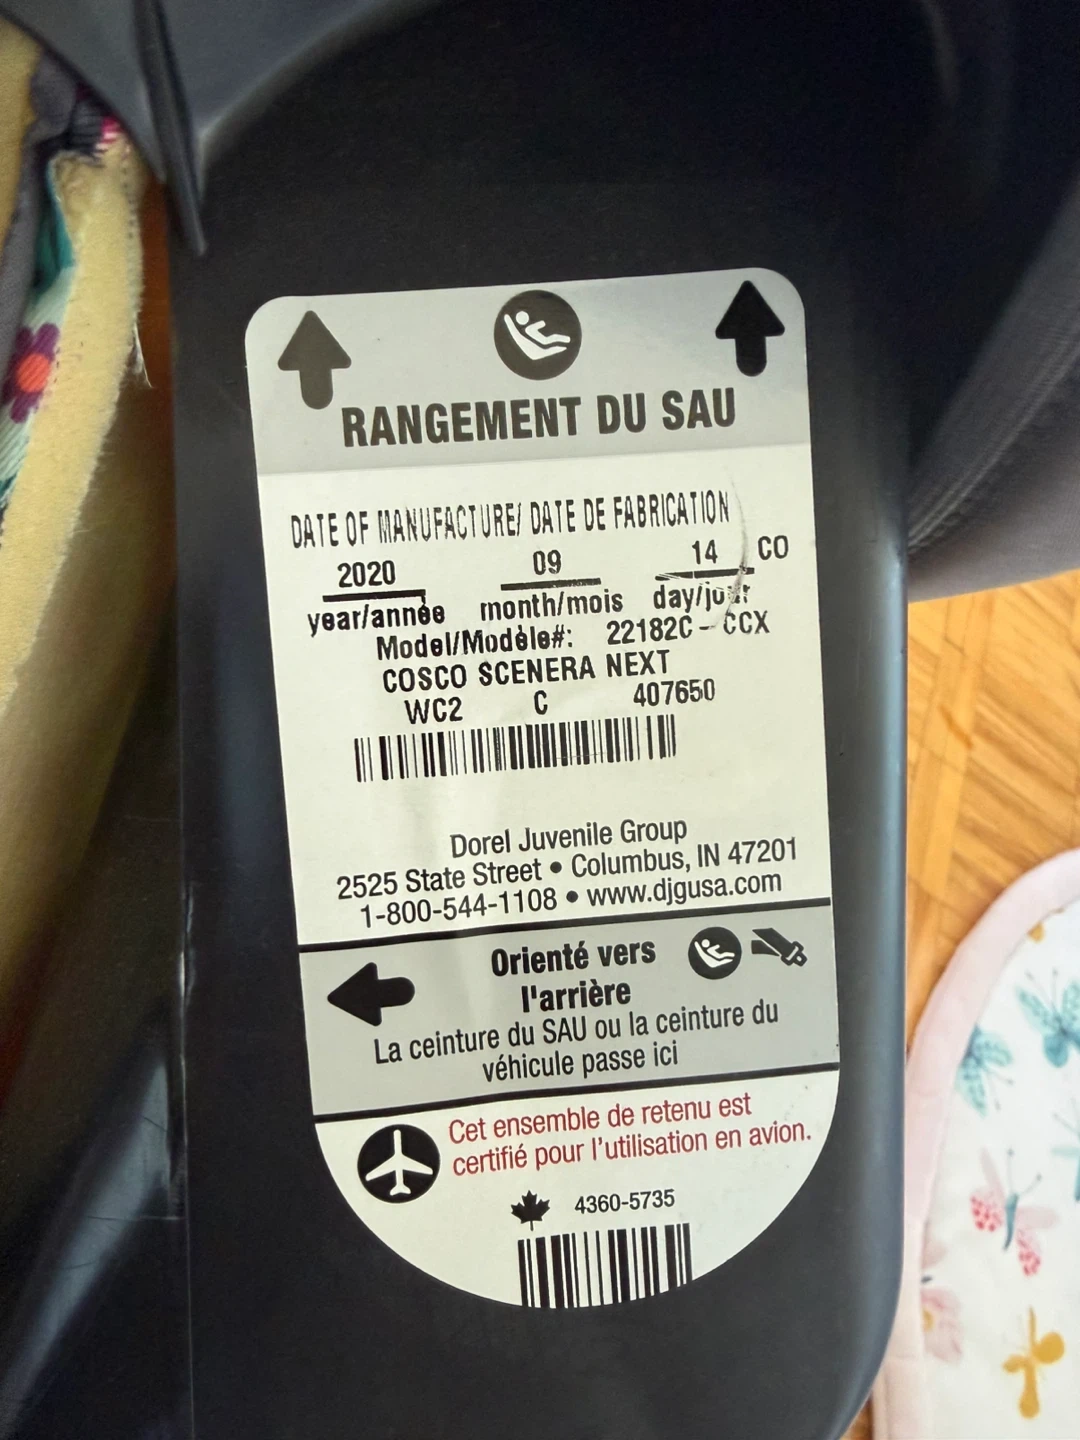 RANGEMENT DU SAU
DATE OF MANUFACTURE/ DATE DE FABRICATION
2020 09 14 CO
year/année month/mois day/jour
Model/Modèle#: 22182C-CCX
COSCO SCENERA NEXT
WC2 C 407650
Dorel Juvenile Group
2525 State Street • Columbus, IN 47201
1-800-544-1108 • www.djgusa.com
Orienté vers
l'arrière
La ceinture du SAU ou la ceinture du
véhicule passe ici
Cet ensemble de retenu est
certifié pour l'utilisation en avion.
4360-5735